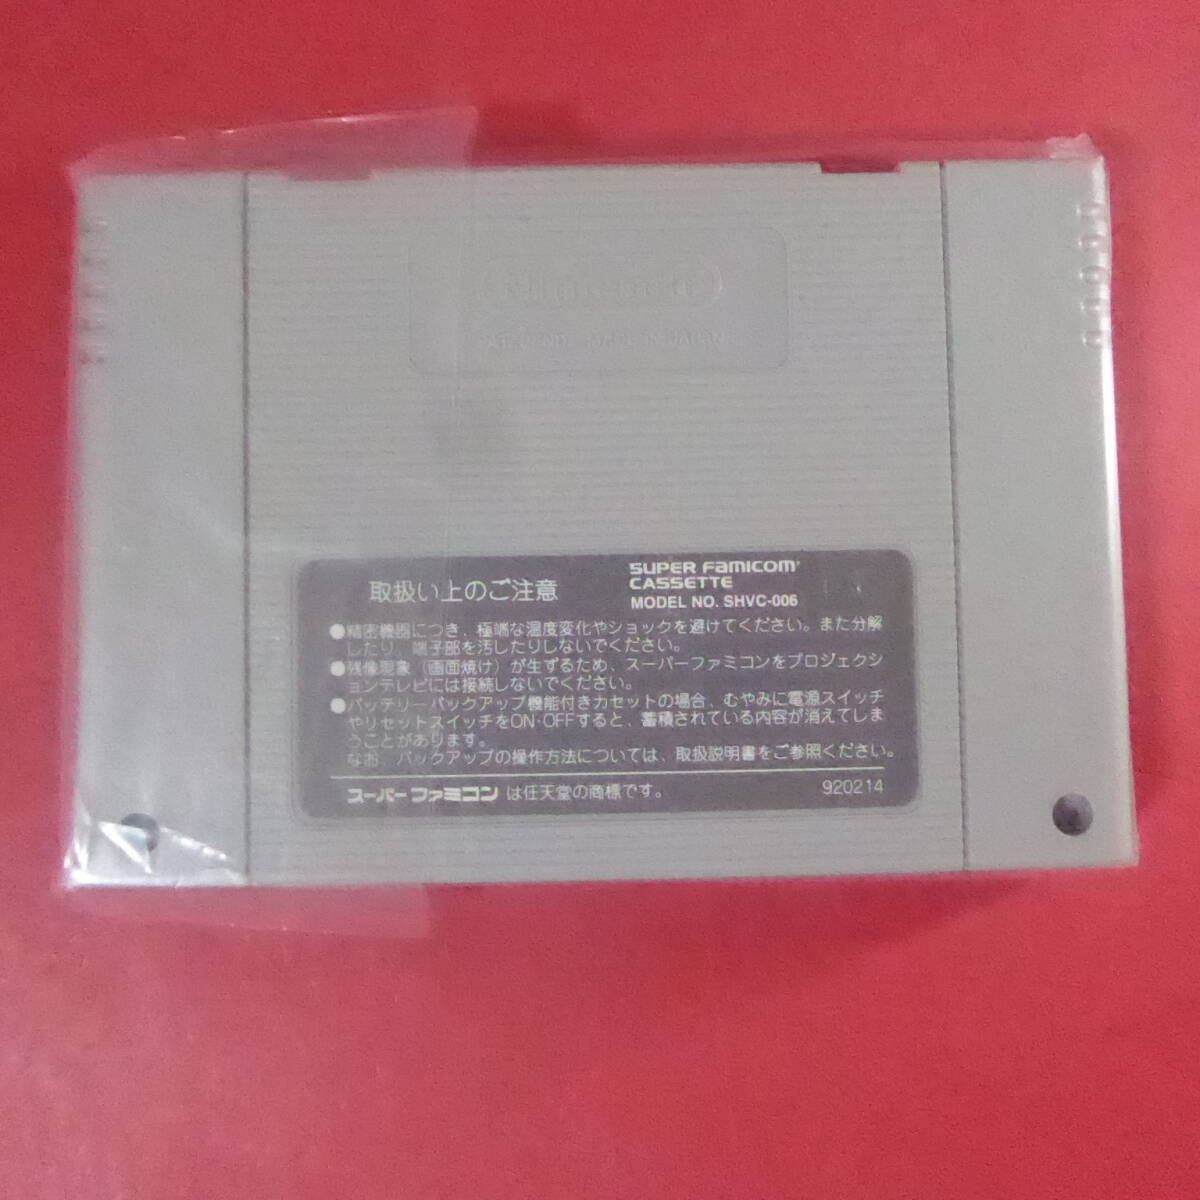 Nintendo
MADE IN JAPAN
取扱い上のご注意
SUPER FAMICOM
CASSETTE
MODEL NO. SHVC-006
●精密機器につき、極端な温度変化やショックを避けてください。また分解
したり、端子部を汚したりしないでください。
●残像現象（画面焼け）が生ずるため、スーパーファミコンをプロジェクシ
ョンテレビには接続しないでください。
●バッテリーバックアップ機能付きカセットの場合、むやみに電源スイッチ
やリセットスイッチをON·OFFすると、蓄積されている内容が消えてしま
うことがあります。
なお、バックアップの操作方法については、取扱説明書をご参照ください。
スーパーファミコン は任天堂の商標です。
920214